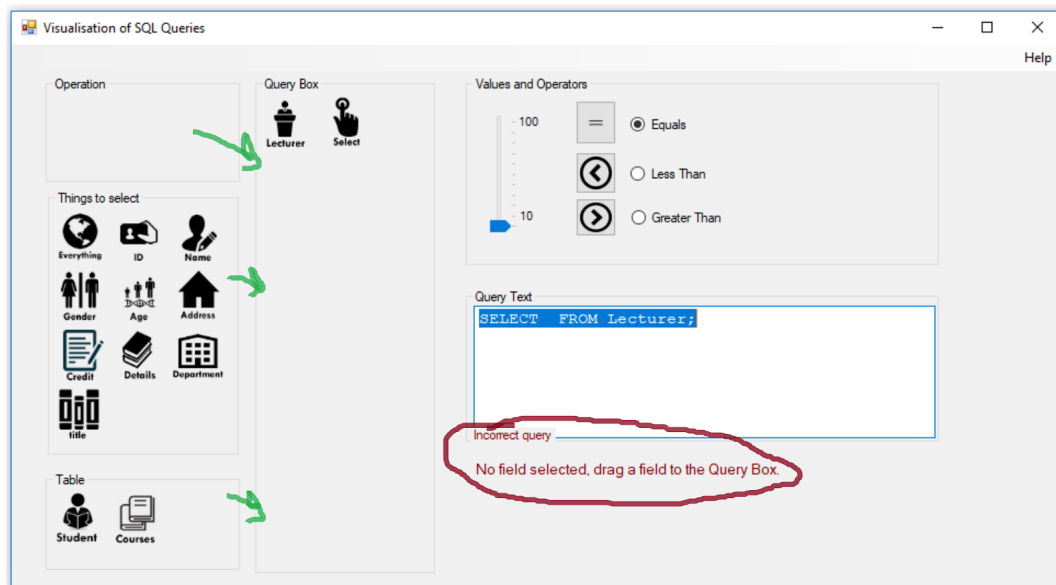 Visualisation of SQL Queries
Help
Operation
Query Box
Lecturer
Select
Values and Operators
100
10
=
Equals
Less Than
Greater Than
Things to select
Everything
ID
Name
Gender
Age
Address
Credit
Details
Department
title
Table
Student
Courses
Query Text
SELECT  FROM Lecturer;
Incorrect query
No field selected, drag a field to the Query Box.